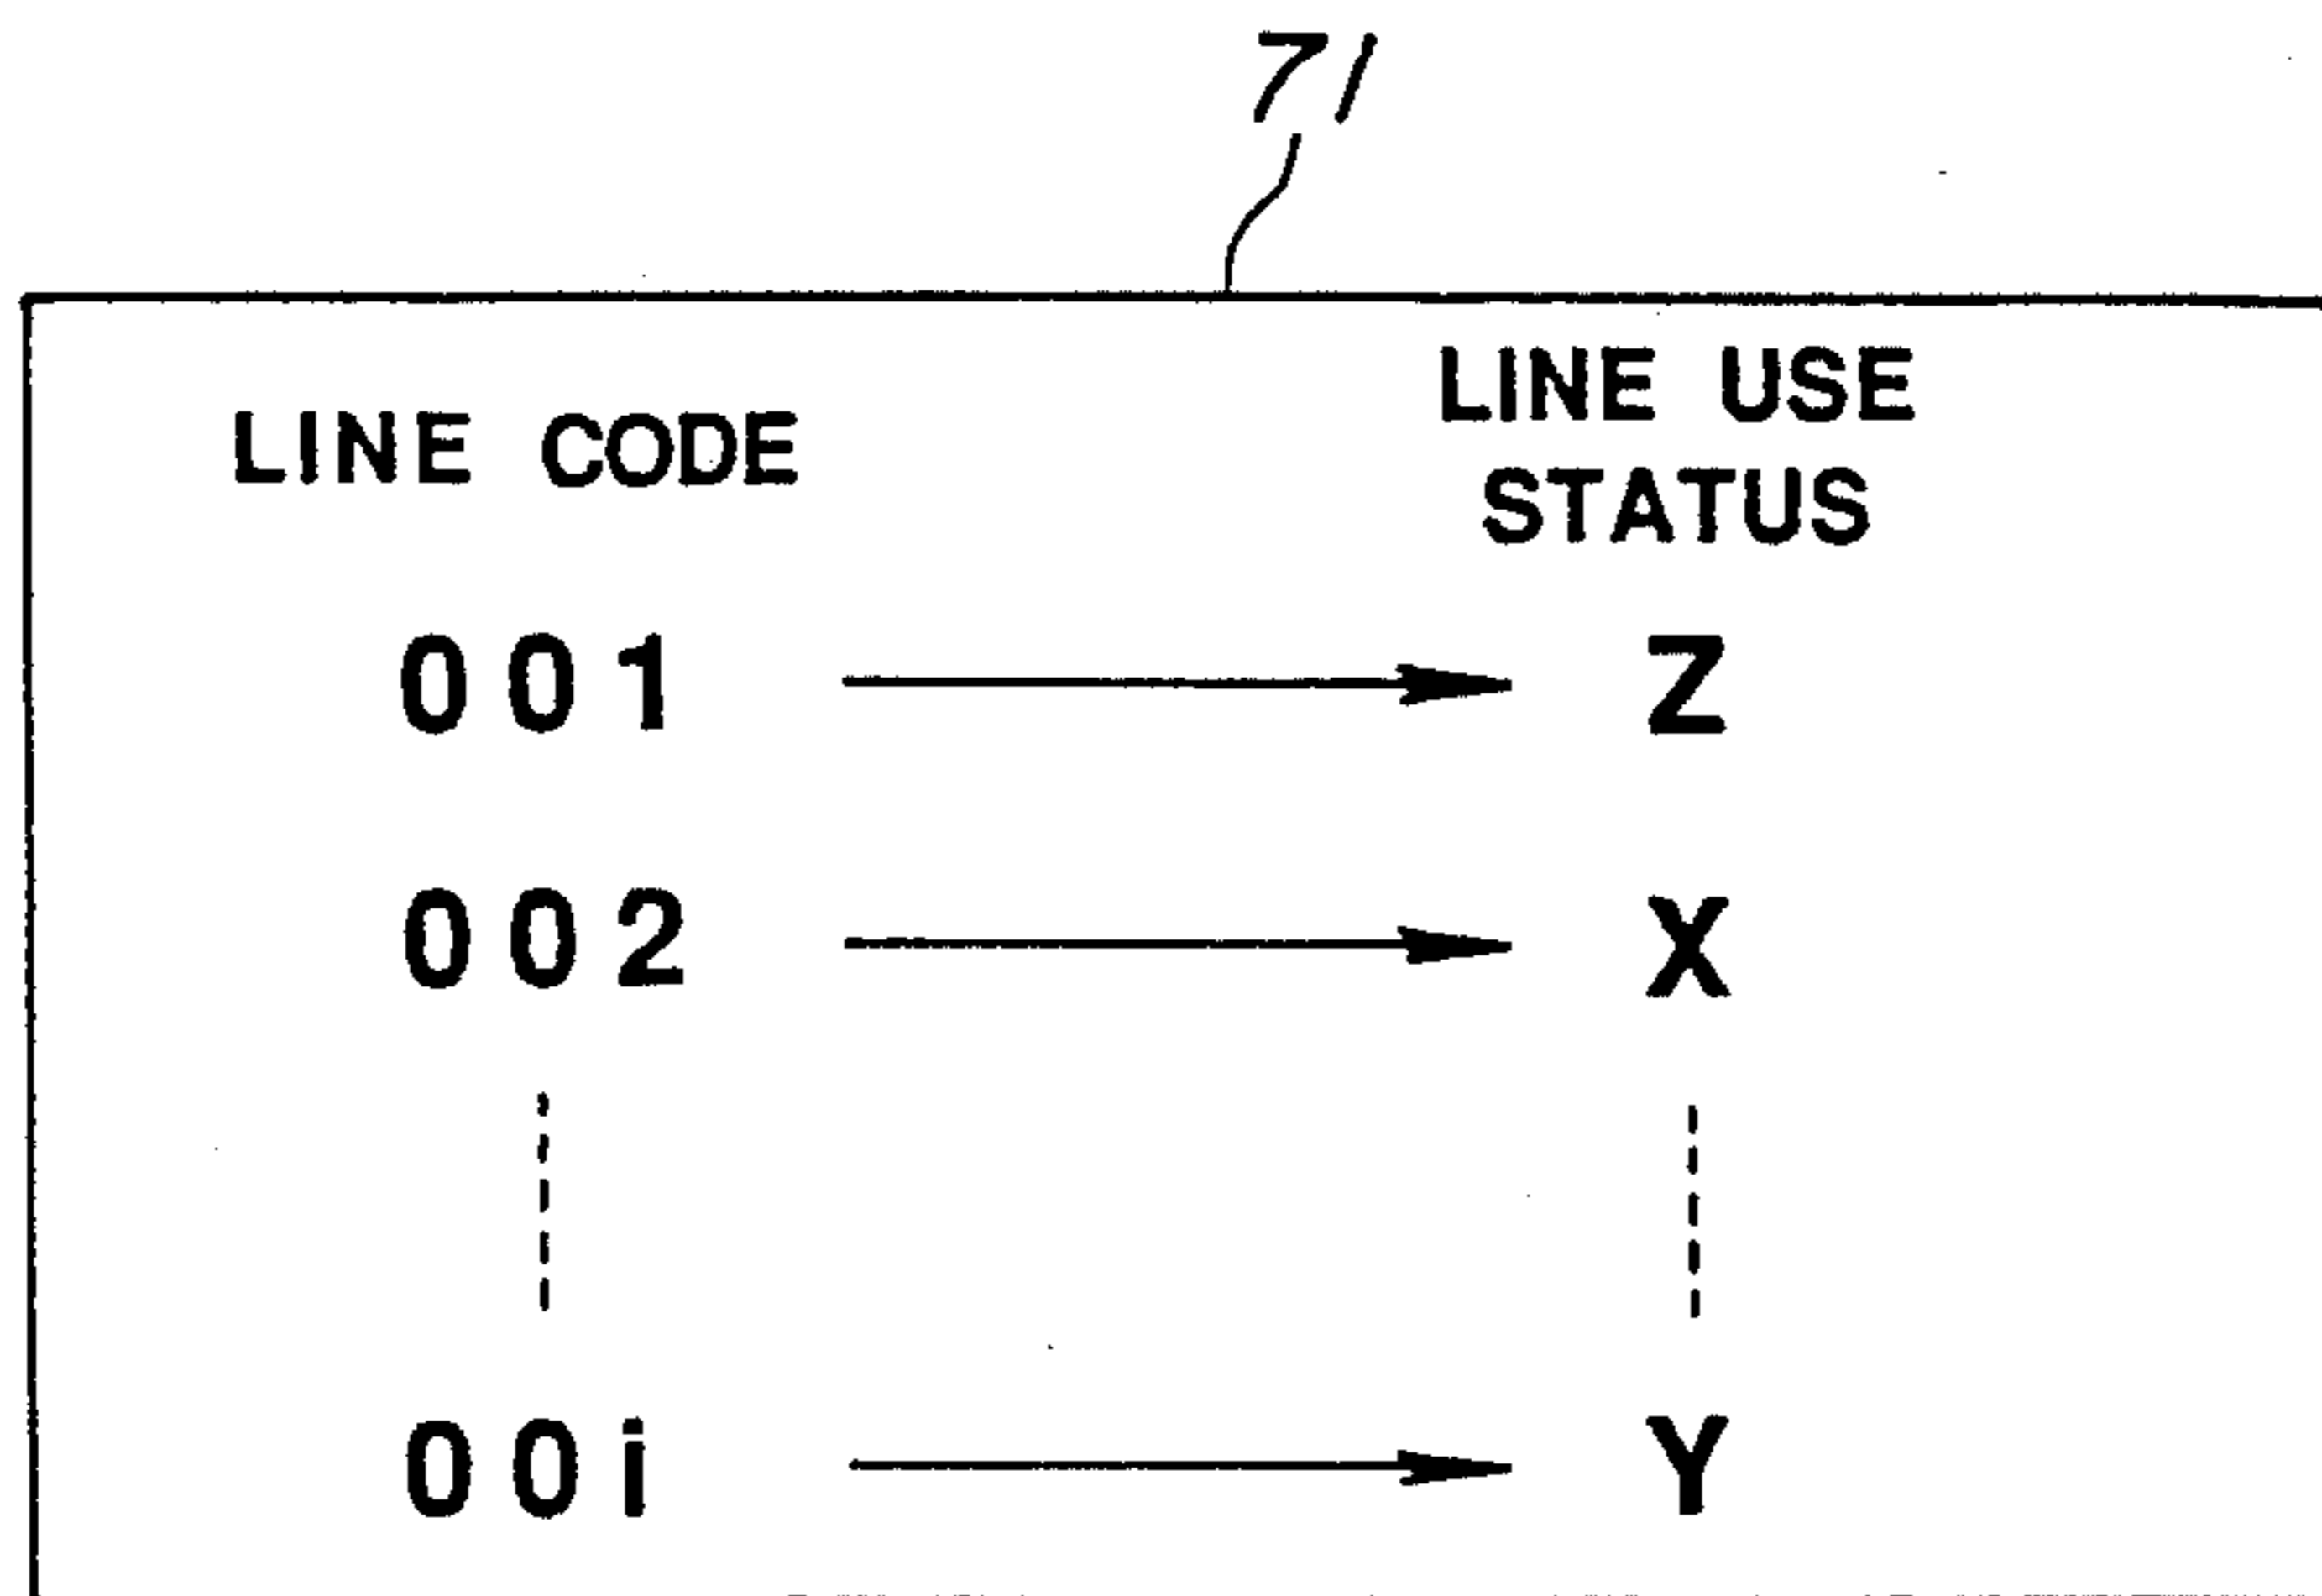 71
LINE CODE
LINE USE
STATUS
001 Z
002 X
00i Y